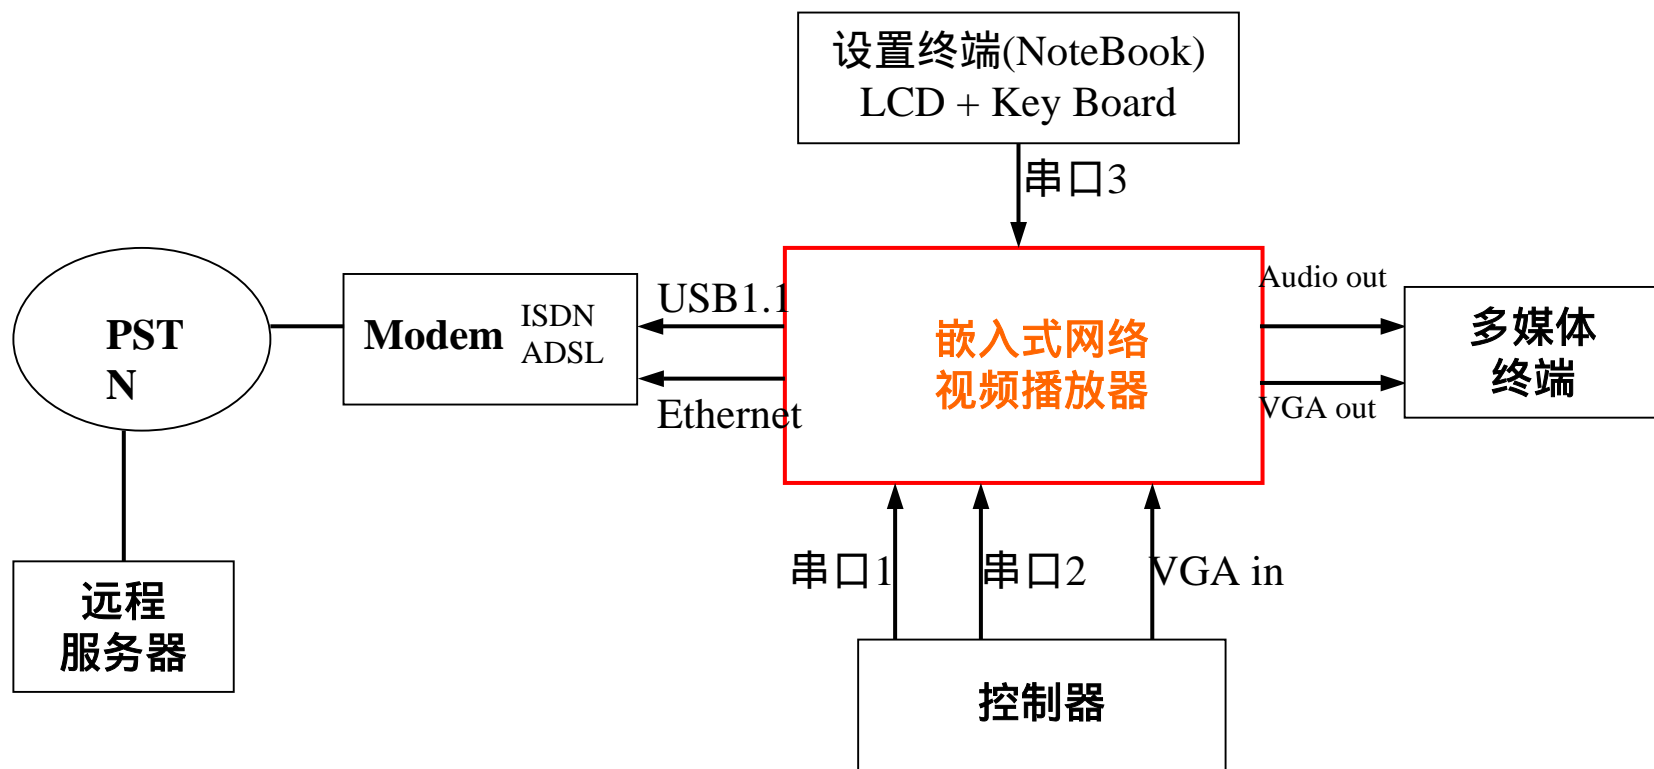 设置终端(NoteBook)
LCD + Key Board
串口3
PST
N
Modem
ISDN
ADSL
USB1.1
Ethernet
嵌入式网络
视频播放器
Audio out
VGA out
多媒体
终端
远程
服务器
串口1
串口2
VGA in
控制器